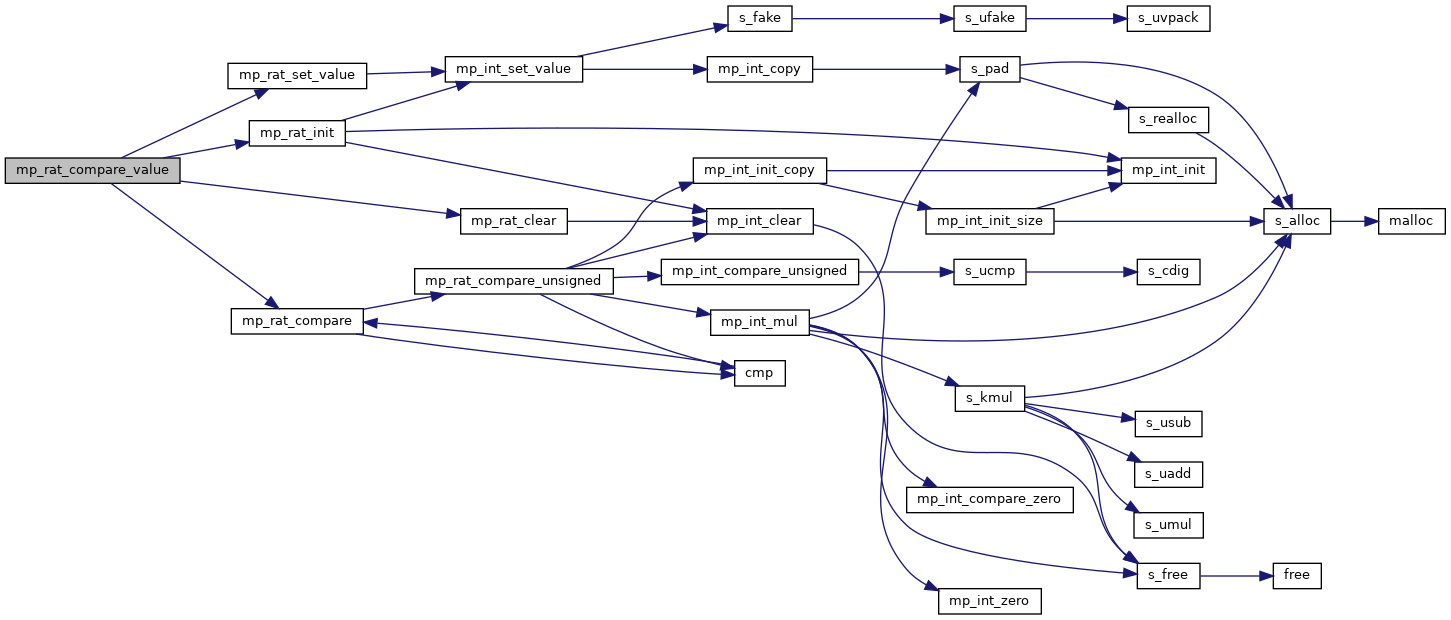 mp_rat_compare_value
mp_rat_set_value
mp_rat_init
mp_rat_clear
mp_rat_compare
mp_int_set_value
mp_rat_compare_unsigned
s_fake
mp_int_copy
mp_int_init_copy
mp_int_clear
mp_int_compare_unsigned
mp_int_mul
cmp
s_ufake
s_pad
mp_int_init_size
s_ucmp
s_kmul
mp_int_compare_zero
mp_int_zero
s_uvpack
s_realloc
mp_int_init
s_cdig
s_usub
s_uadd
s_umul
s_free
s_alloc
free
malloc